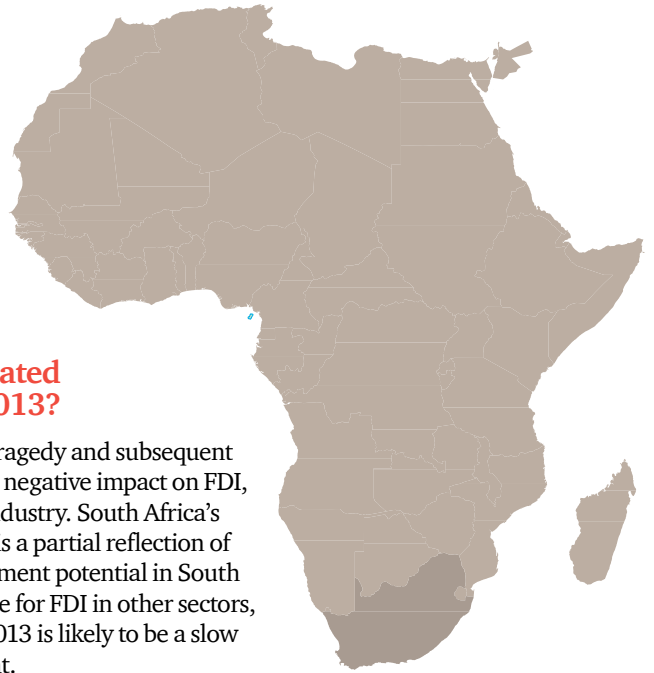 ated
013?
ragedy and subsequent
negative impact on FDI,
dustry. South Africa’s
s a partial reflection of
ment potential in South
e for FDI in other sectors,
013 is likely to be a slow
t.